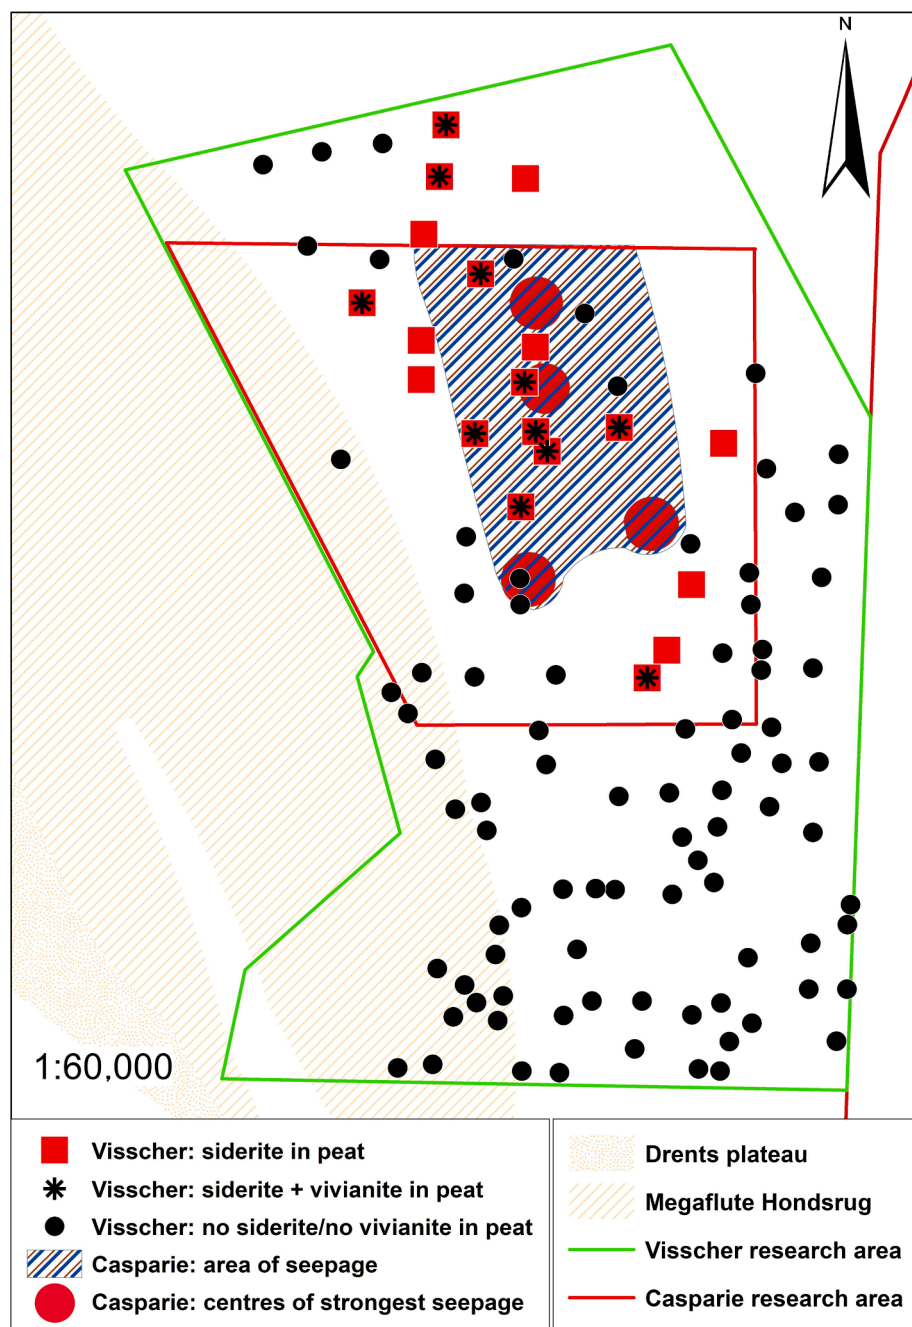 N
1:60,000
Visscher: siderite in peat
Visscher: siderite + vivianite in peat
Visscher: no siderite/no vivianite in peat
Casparie: area of seepage
Casparie: centres of strongest seepage
Drents plateau
Megaflute Hondsrug
Visscher research area
Casparie research area